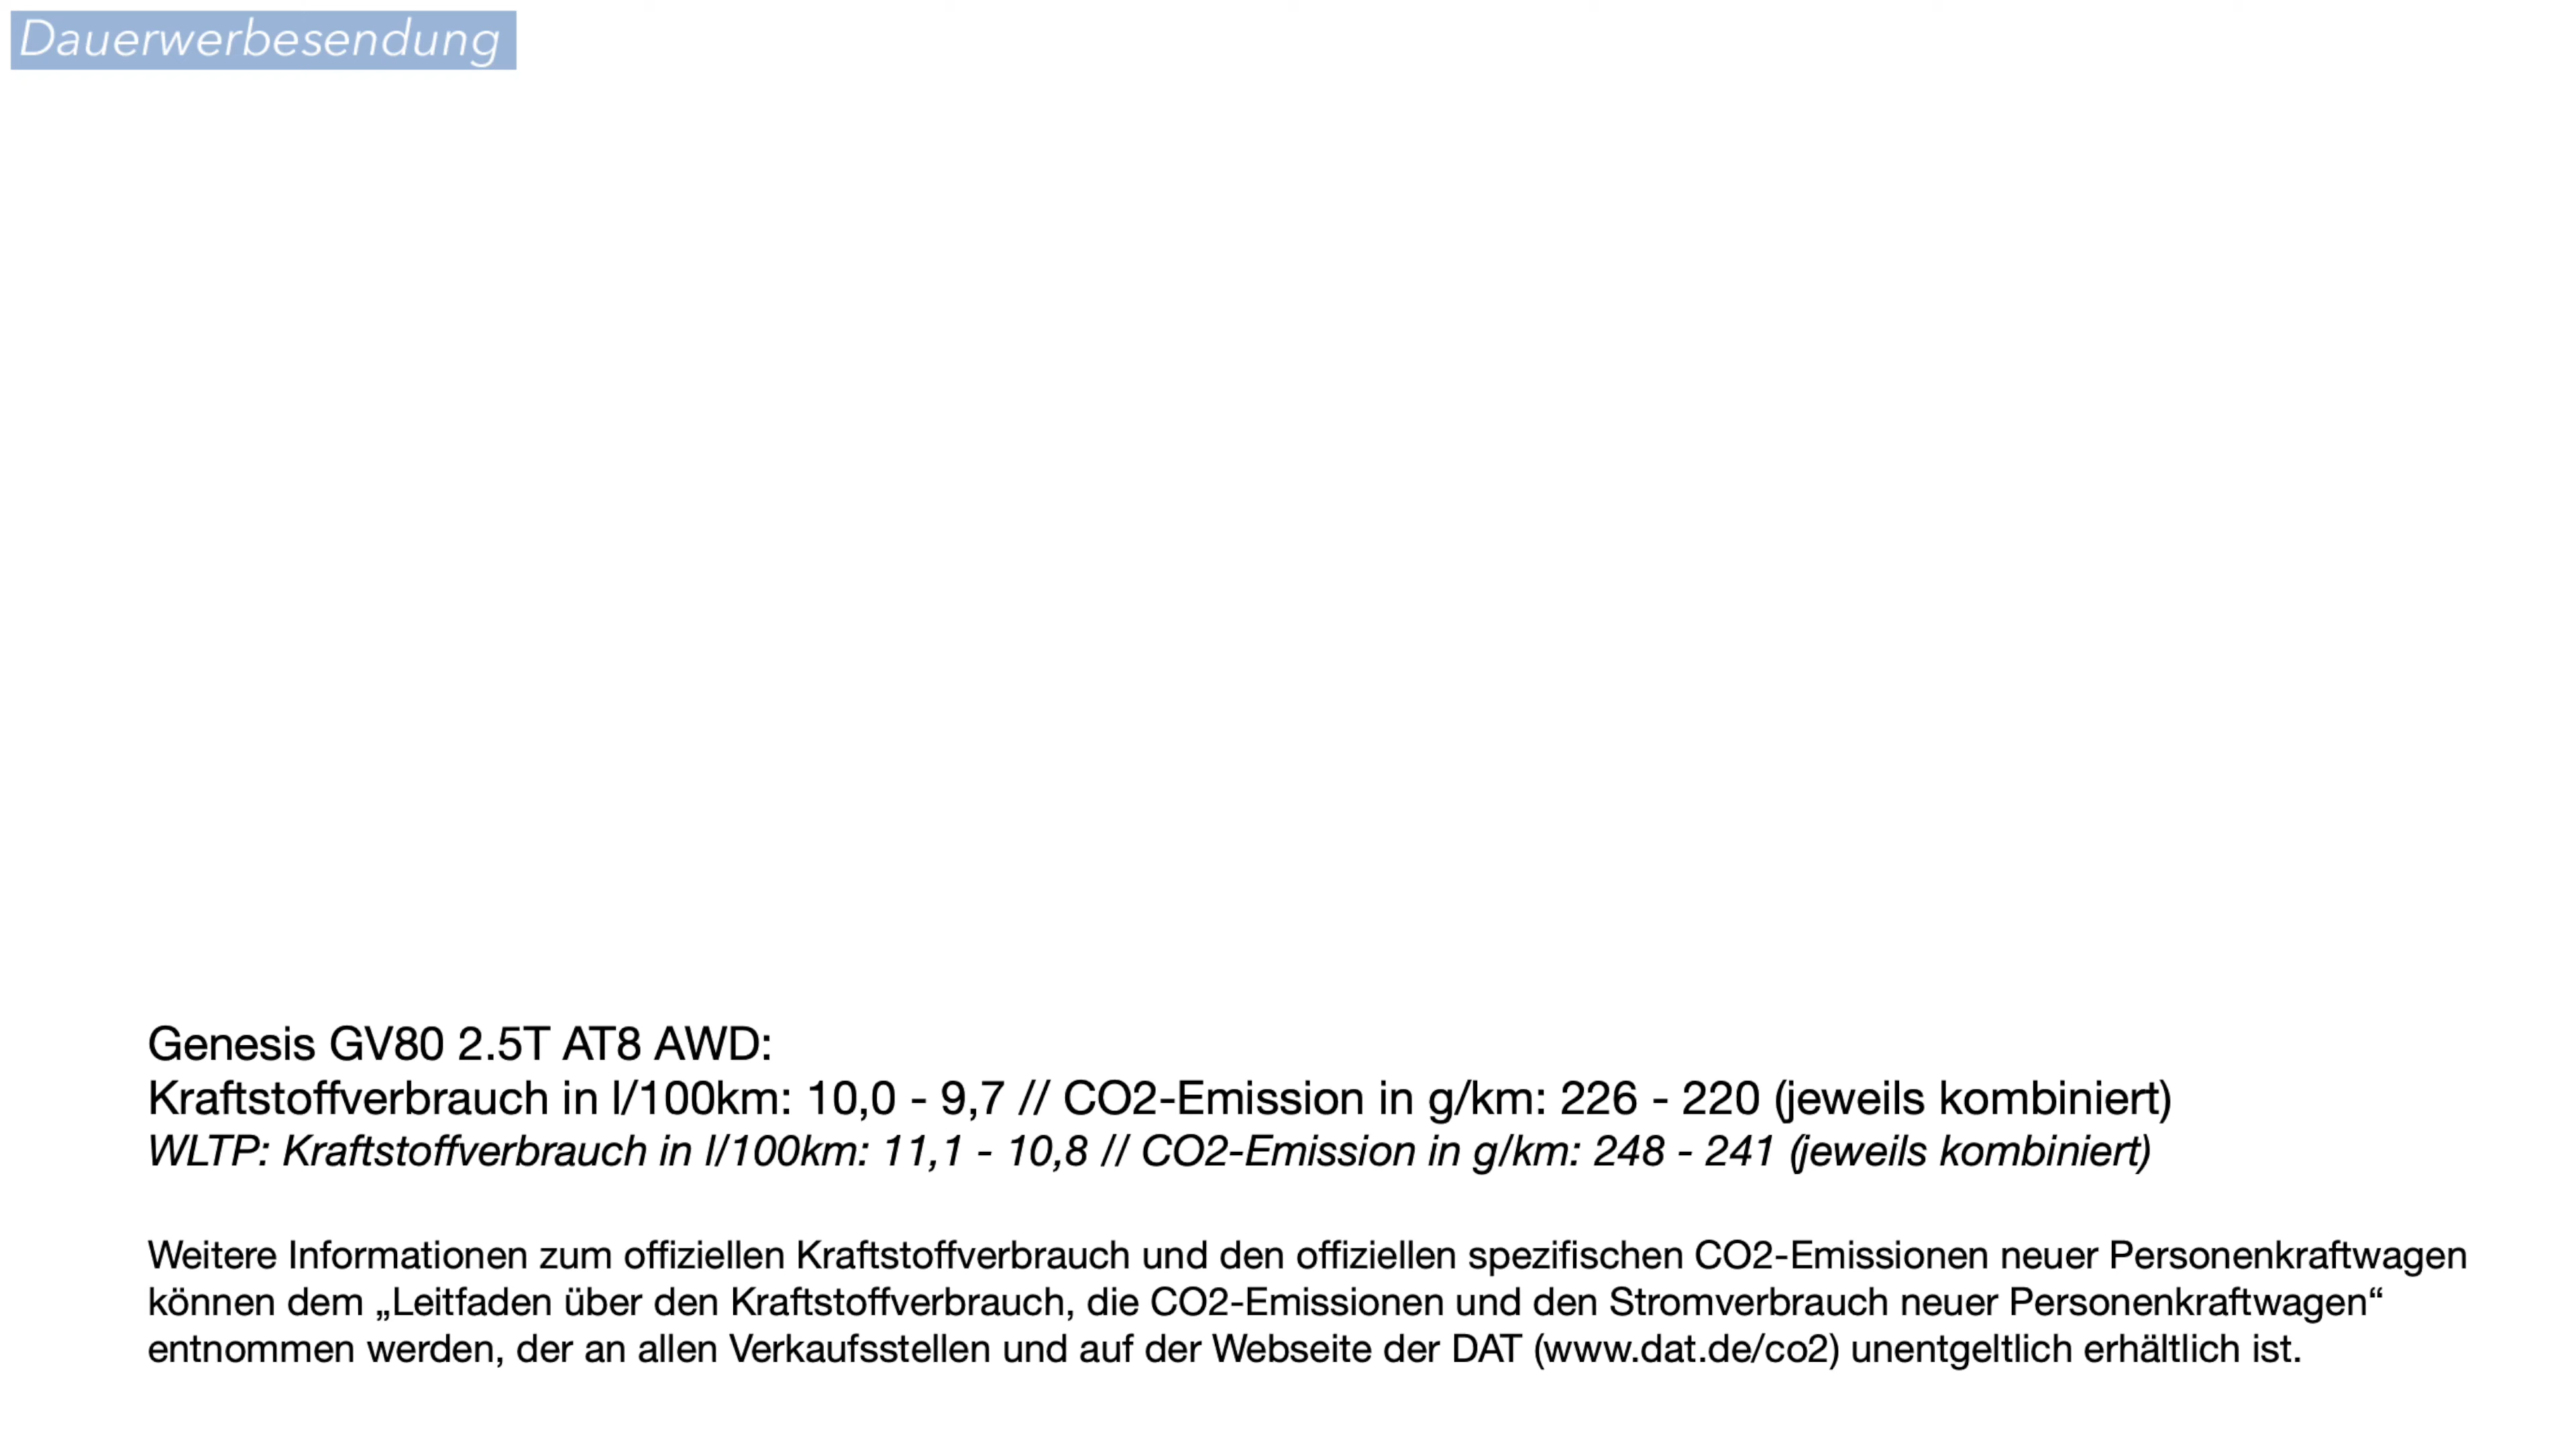 Dauerwerbesendung
Genesis GV80 2.5T AT8 AWD:
Kraftstoffverbrauch in l/100km: 10,0 - 9,7 // CO2-Emission in g/km: 226 - 220 (jeweils kombiniert)
WLTP: Kraftstoffverbrauch in l/100km: 11,1 - 10,8 // CO2-Emission in g/km: 248 - 241 (jeweils kombiniert)
Weitere Informationen zum offiziellen Kraftstoffverbrauch und den offiziellen spezifischen CO2-Emissionen neuer Personenkraftwagen
können dem „Leitfaden über den Kraftstoffverbrauch, die CO2-Emissionen und den Stromverbrauch neuer Personenkraftwagen“
entnommen werden, der an allen Verkaufsstellen und auf der Webseite der DAT (www.dat.de/co2) unentgeltlich erhältlich ist.